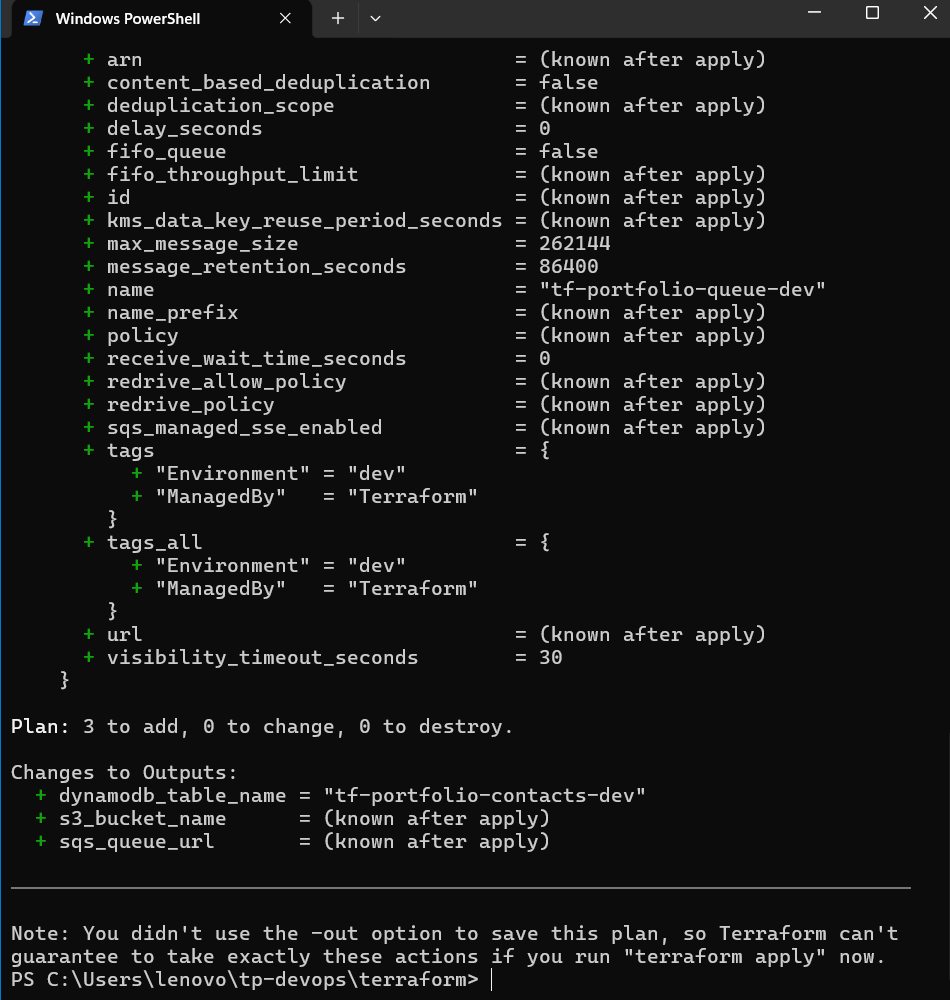 Windows PowerShell
+ arn = (known after apply)
+ content_based_deduplication = false
+ deduplication_scope = (known after apply)
+ delay_seconds = 0
+ fifo_queue = false
+ fifo_throughput_limit = (known after apply)
+ id = (known after apply)
+ kms_data_key_reuse_period_seconds = (known after apply)
+ max_message_size = 262144
+ message_retention_seconds = 86400
+ name = "tf-portfolio-queue-dev"
+ name_prefix = (known after apply)
+ policy = (known after apply)
+ receive_wait_time_seconds = 0
+ redrive_allow_policy = (known after apply)
+ redrive_policy = (known after apply)
+ sqs_managed_sse_enabled = (known after apply)
+ tags = {
+ "Environment" = "dev"
+ "ManagedBy" = "Terraform"
}
+ tags_all = {
+ "Environment" = "dev"
+ "ManagedBy" = "Terraform"
}
+ url = (known after apply)
+ visibility_timeout_seconds = 30
}
Plan: 3 to add, 0 to change, 0 to destroy.
Changes to Outputs:
+ dynamodb_table_name = "tf-portfolio-contacts-dev"
+ s3_bucket_name = (known after apply)
+ sqs_queue_url = (known after apply)
Note: You didn't use the -out option to save this plan, so Terraform can't
guarantee to take exactly these actions if you run "terraform apply" now.
PS C:\Users\lenovo\tp-devops\terraform>